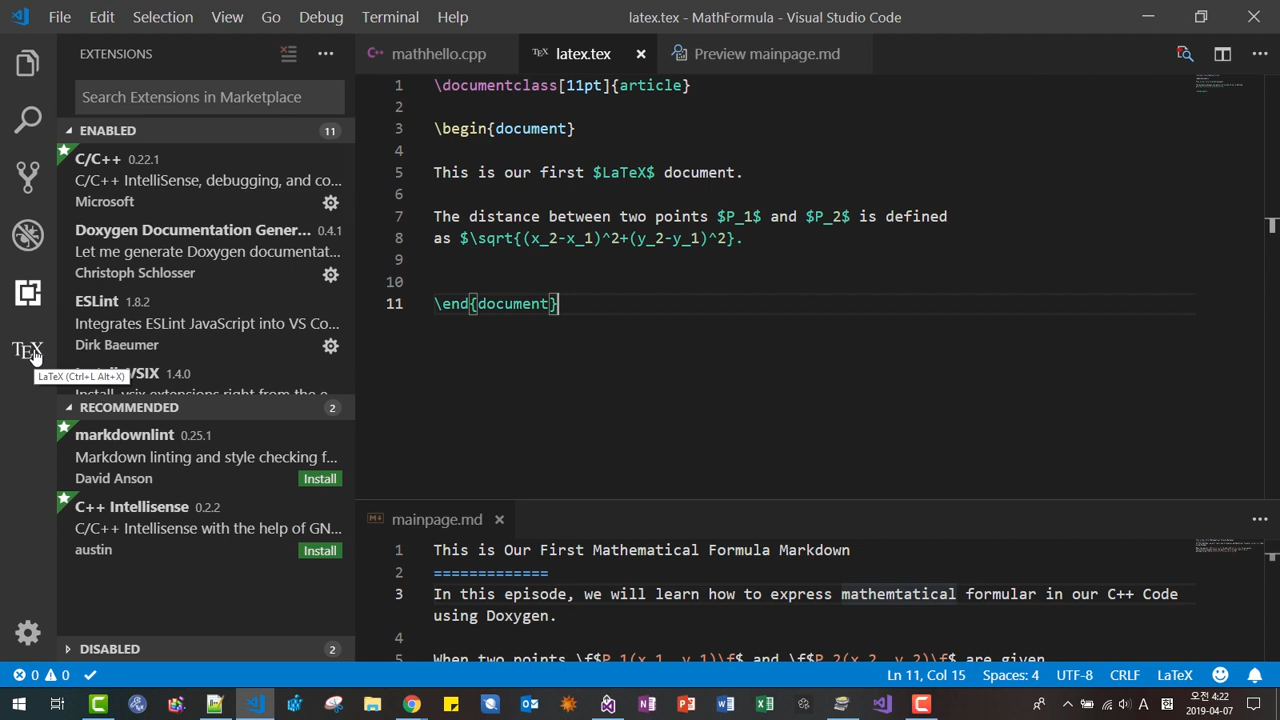 File Edit Selection View Go Debug Terminal Help
latex.tex - MathFormula - Visual Studio Code
EXTENSIONS
Search Extensions in Marketplace
ENABLED 11
C/C++ 0.22.1
C/C++ IntelliSense, debugging, and co...
Microsoft
Doxygen Documentation Gener... 0.4.1
Let me generate Doxygen documentat...
Christoph Schlosser
ESLint 1.8.2
Integrates ESLint JavaScript into VS Co...
Dirk Baeumer
VSIX 1.4.0
TEX
LaTeX (Ctrl+L Alt+X)
RECOMMENDED 2
markdownlint 0.25.1
Markdown linting and style checking f...
David Anson Install
C++ Intellisense 0.2.2
C/C++ Intellisense with the help of GN...
austin Install
DISABLED 2
mathhello.cpp
TEX latex.tex
Preview mainpage.md
1 \documentclass[11pt]{article}
2
3 \begin{document}
4
5 This is our first $LaTeX$ document.
6
7 The distance between two points $P_1$ and $P_2$ is defined
8 as $\sqrt{(x_2-x_1)^2+(y_2-y_1)^2}.
9
10
11 \end{document}
mainpage.md
1 This is Our First Mathematical Formula Markdown
2 =============
3 In this episode, we will learn how to express mathemtatical formular in our C++ Code
using Doxygen.
4
5 When two points \f$P_1(x_1, y_1)\f$ and \f$P_2(x_2, y_2)\f$ are given
0 0
Ln 11, Col 15 Spaces: 4 UTF-8 CRLF LaTeX
A
오전 4:22
2019-04-07